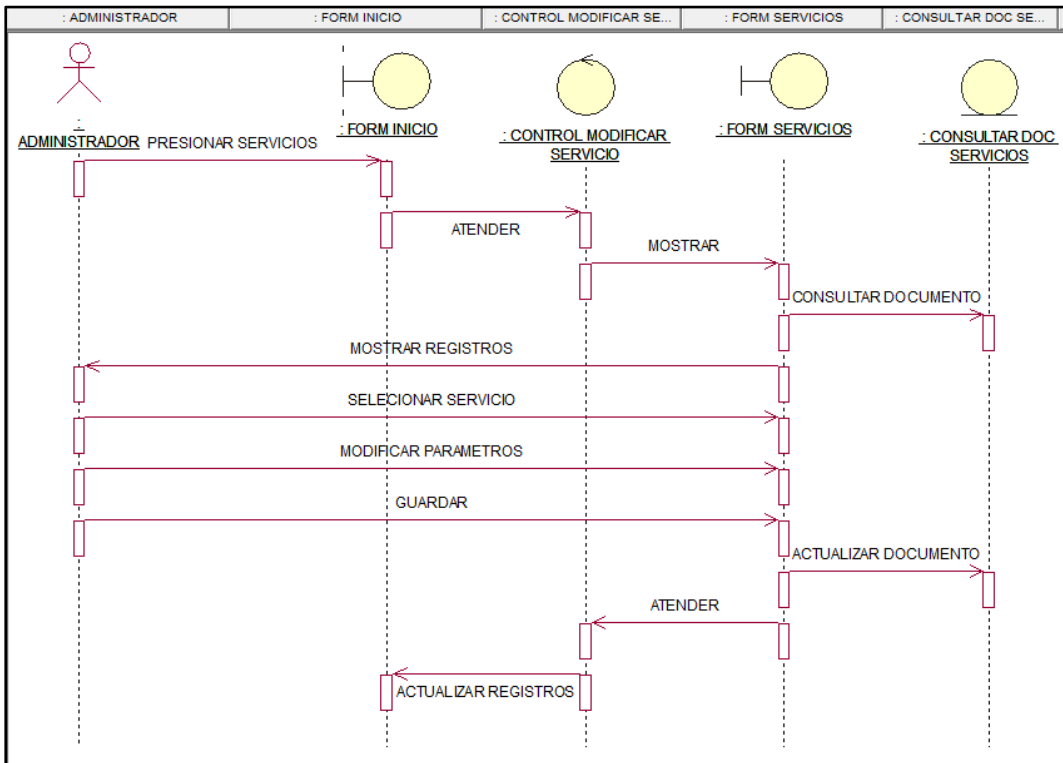 : ADMINISTRADOR
: FORM INICIO
: CONTROL MODIFICAR SE...
: FORM SERVICIOS
: CONSULTAR DOC SE...
: ADMINISTRADOR
: FORM INICIO
: CONTROL MODIFICAR
SERVICIO
: FORM SERVICIOS
: CONSULTAR DOC
SERVICIOS
PRESIONAR SERVICIOS
ATENDER
MOSTRAR
CONSULTAR DOCUMENTO
MOSTRAR REGISTROS
SELECIONAR SERVICIO
MODIFICAR PARAMETROS
GUARDAR
ACTUALIZAR DOCUMENTO
ATENDER
ACTUALIZAR REGISTROS